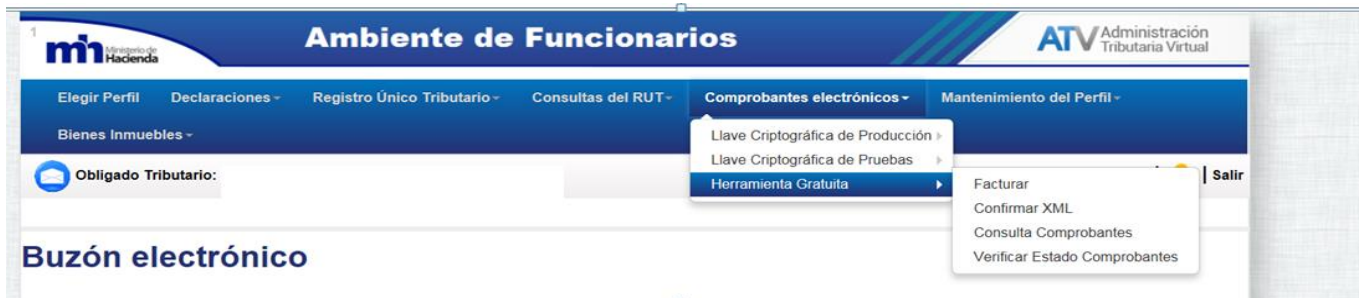 1
mh Ministerio de Hacienda
Ambiente de Funcionarios
ATV Administración Tributaria Virtual
Elegir Perfil Declaraciones Registro Único Tributario Consultas del RUT Comprobantes electrónicos Mantenimiento del Perfil
Bienes Inmuebles
Llave Criptográfica de Producción
Llave Criptográfica de Pruebas
Herramienta Gratuita
Obligado Tributario:
| Salir
Facturar
Confirmar XML
Consulta Comprobantes
Verificar Estado Comprobantes
Buzón electrónico